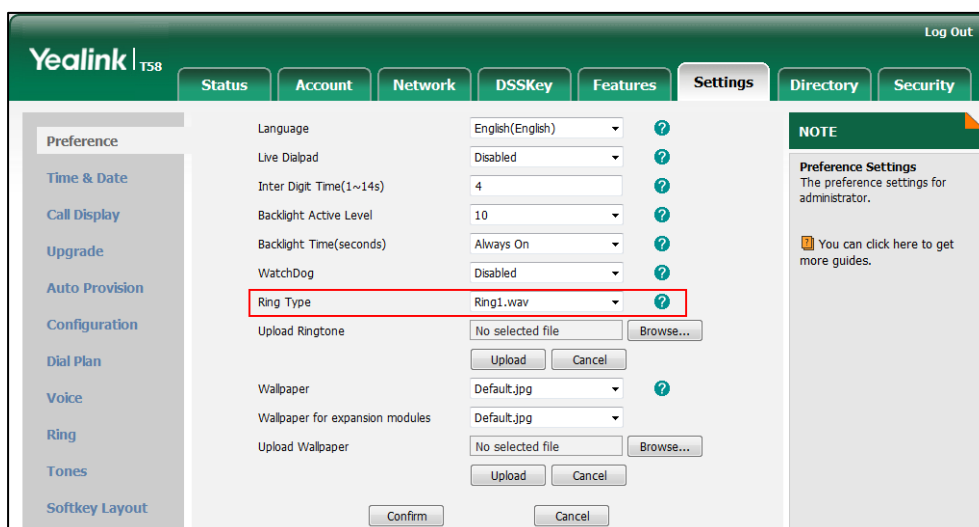 Log Out
Yealink T58
Status Account Network DSSKey Features Settings Directory Security
Preference
Time & Date
Call Display
Upgrade
Auto Provision
Configuration
Dial Plan
Voice
Ring
Tones
Softkey Layout
Language English(English) ?
Live Dialpad Disabled ?
Inter Digit Time(1~14s) 4 ?
Backlight Active Level 10 ?
Backlight Time(seconds) Always On ?
WatchDog Disabled ?
Ring Type Ring1.wav ?
Upload Ringtone No selected file Browse...
Upload Cancel
Wallpaper Default.jpg ?
Wallpaper for expansion modules Default.jpg
Upload Wallpaper No selected file Browse...
Upload Cancel
Confirm Cancel
NOTE
Preference Settings
The preference settings for
administrator.
? You can click here to get
more guides.